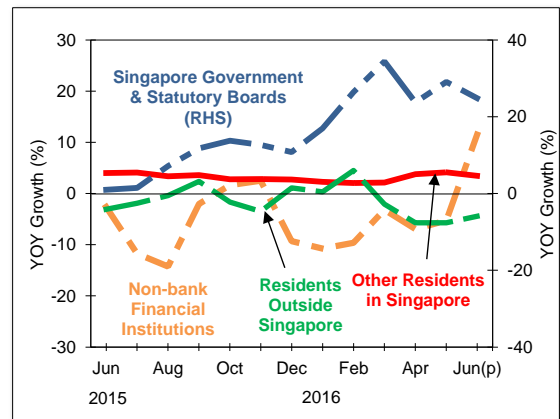 30
20
10
0
-10
-20
-30
40
20
0
-20
-40
YOY Growth (%)
YOY Growth (%)
Singapore Government
& Statutory Boards
(RHS)
Non-bank
Financial
Institutions
Residents
Outside
Singapore
Other Residents
in Singapore
Jun Aug Oct Dec Feb Apr Jun(p)
2015 2016